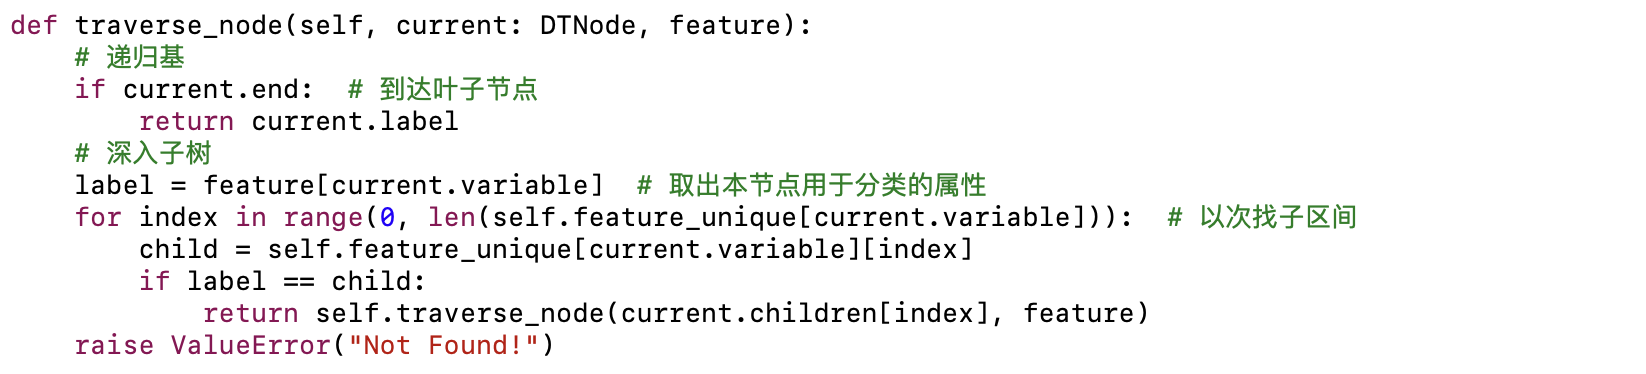 def traverse_node(self, current: DTNode, feature):
    # 递归基
    if current.end:  # 到达叶子节点
        return current.label
    # 深入子树
    label = feature[current.variable]  # 取出本节点用于分类的属性
    for index in range(0, len(self.feature_unique[current.variable])):  # 以次找子区间
        child = self.feature_unique[current.variable][index]
        if label == child:
            return self.traverse_node(current.children[index], feature)
    raise ValueError("Not Found!")